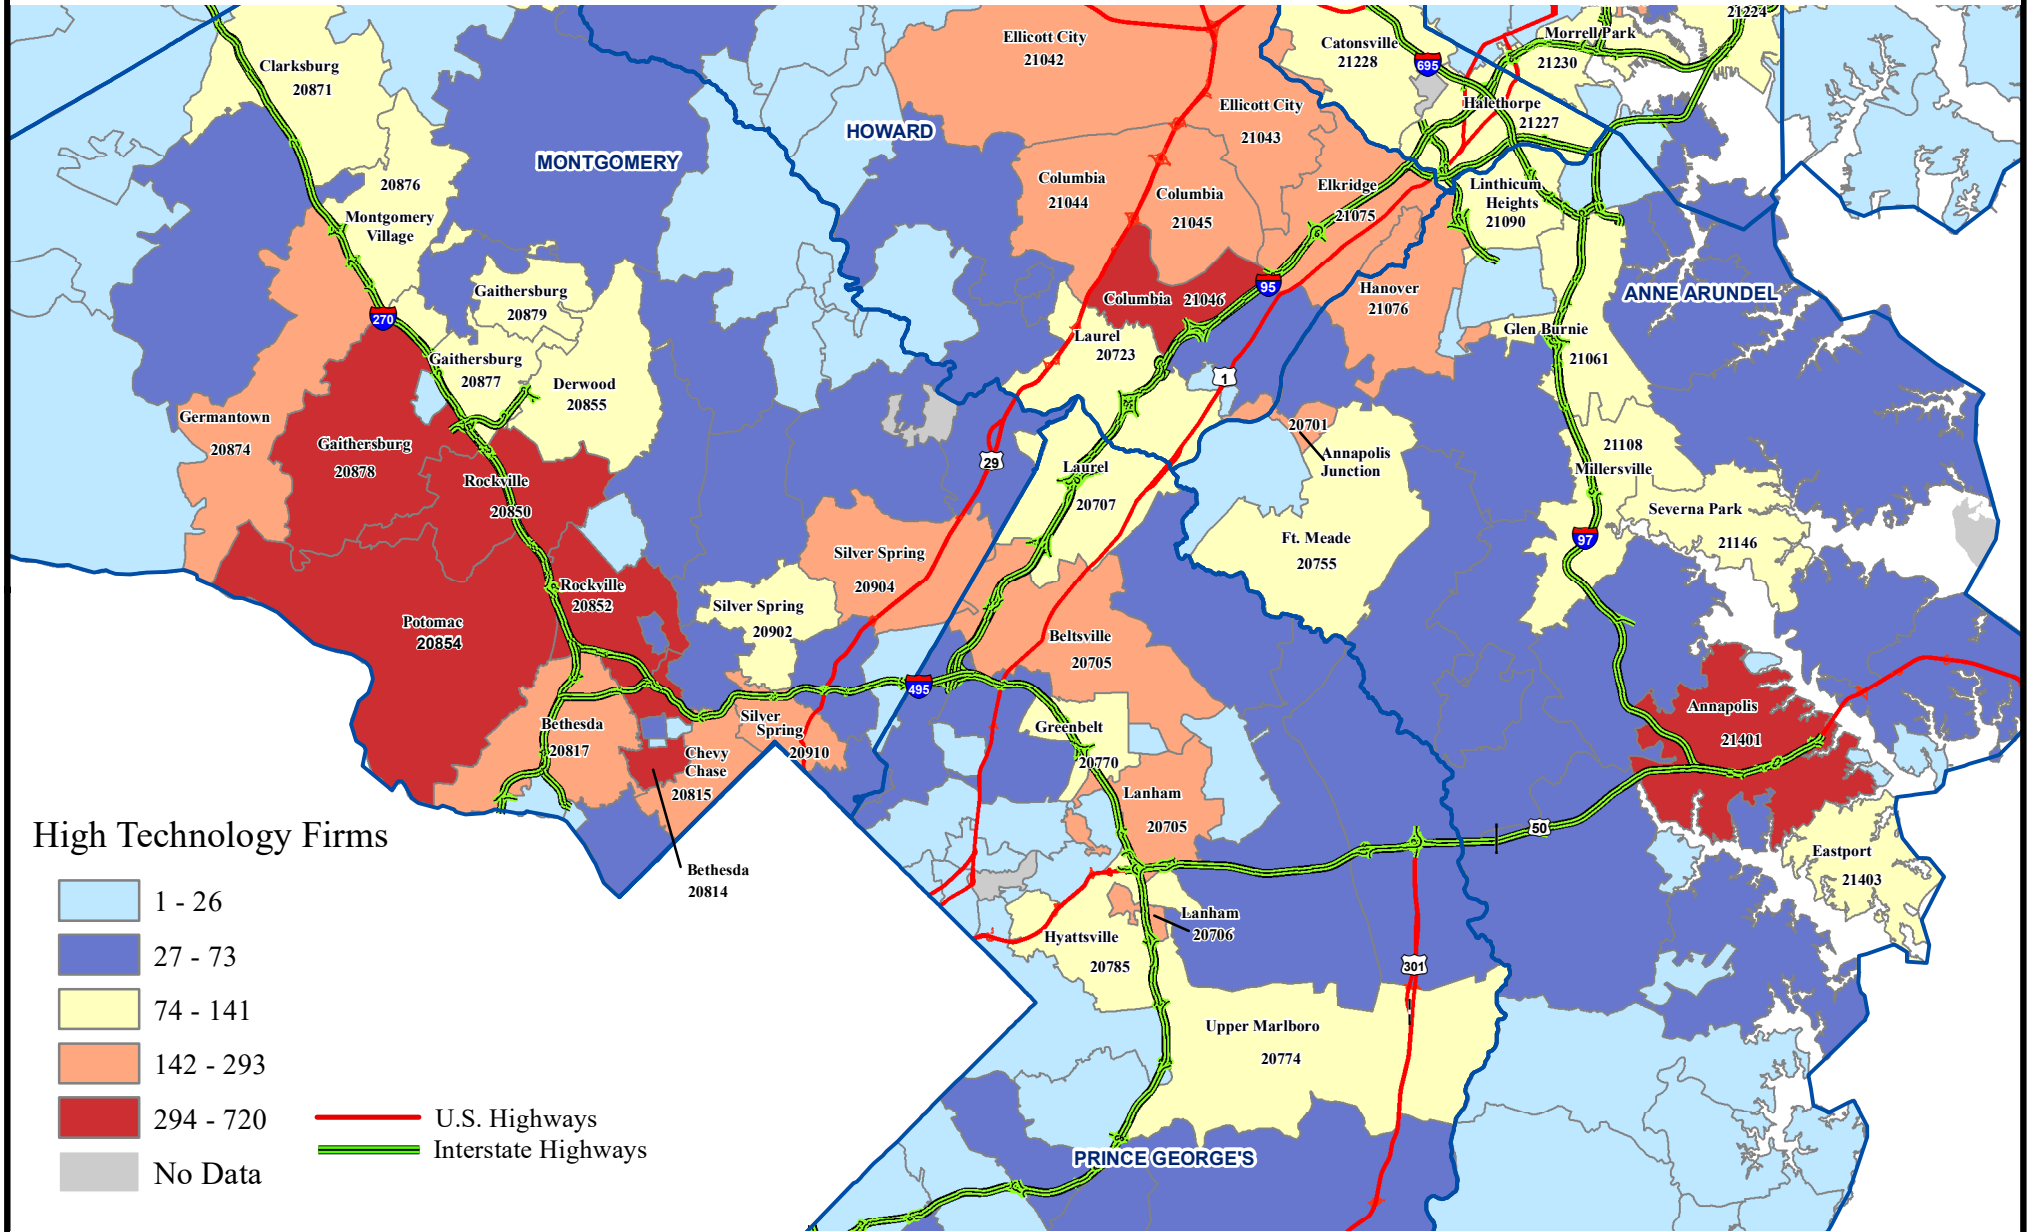 21224
Ellicott City
21042
Catonsville
21228
695
Morrell Park
21230
Clarksburg
20871
Ellicott City
21043
Halethorpe
21227
HOWARD
MONTGOMERY
20876
Montgomery
Village
Columbia
21044
Columbia
21045
Elkridge
21075
Linthicum
Heights
21090
Gaithersburg
20879
270
Columbia 21046
95
Hanover
21076
ANNE ARUNDEL
Laurel
20723
Glen Burnie
21061
Gaithersburg
20877
Derwood
20855
1
Germantown
20874
Gaithersburg
20878
Rockville
20850
29
Laurel
20707
20701
Annapolis
Junction
21108
Millersville
Severna Park
21146
Silver Spring
20904
Ft. Meade
20755
97
Rockville
20852
Silver Spring
20902
Potomac
20854
Beltsville
20705
495
Bethesda
20817
Silver
Spring
20910
Greenbelt
20770
Annapolis
21401
Chevy
Chase
20815
Lanham
20705
50
High Technology Firms
Bethesda
20814
Eastport
21403
1 - 26
27 - 73
74 - 141
142 - 293
294 - 720
No Data
U.S. Highways
Interstate Highways
Lanham
20706
Hyattsville
20785
301
Upper Marlboro
20774
PRINCE GEORGE'S